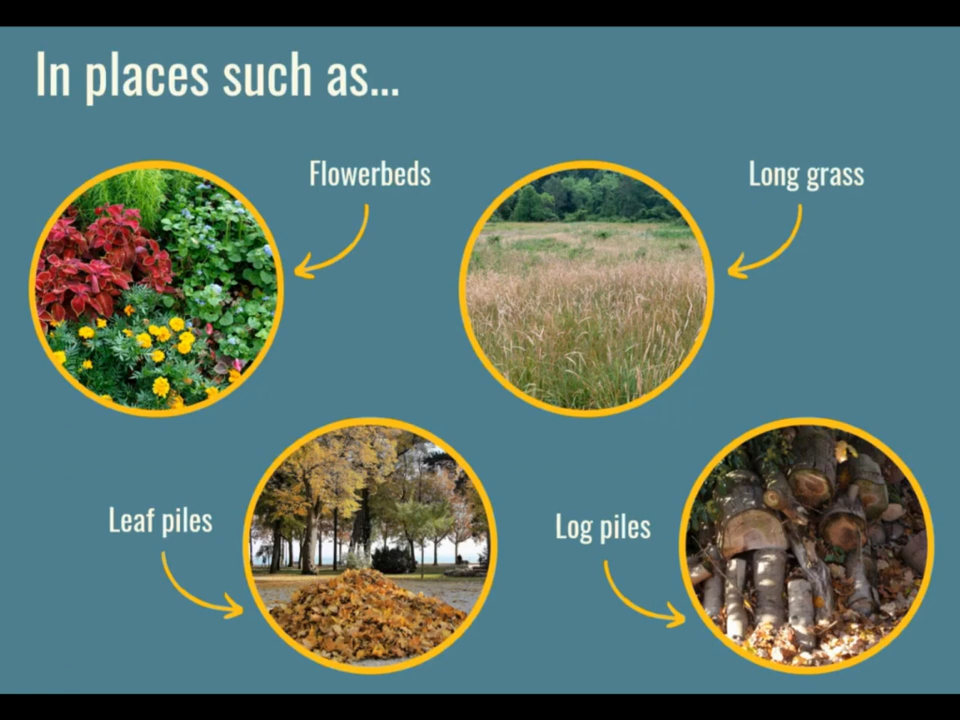 In places such as...
Flowerbeds
Long grass
Leaf piles
Log piles